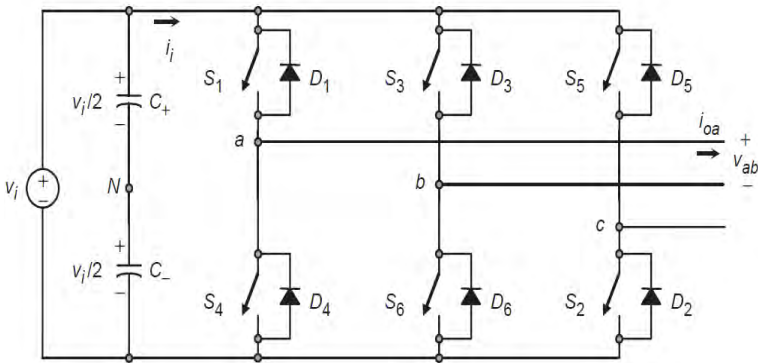 i_i
+
v_i/2 C_+
−
S_1 D_1 S_3 D_3 S_5 D_5
a
i_oa
+
v_ab
−
v_i + −
N
b
c
+
v_i/2 C_−
−
S_4 D_4 S_6 D_6 S_2 D_2